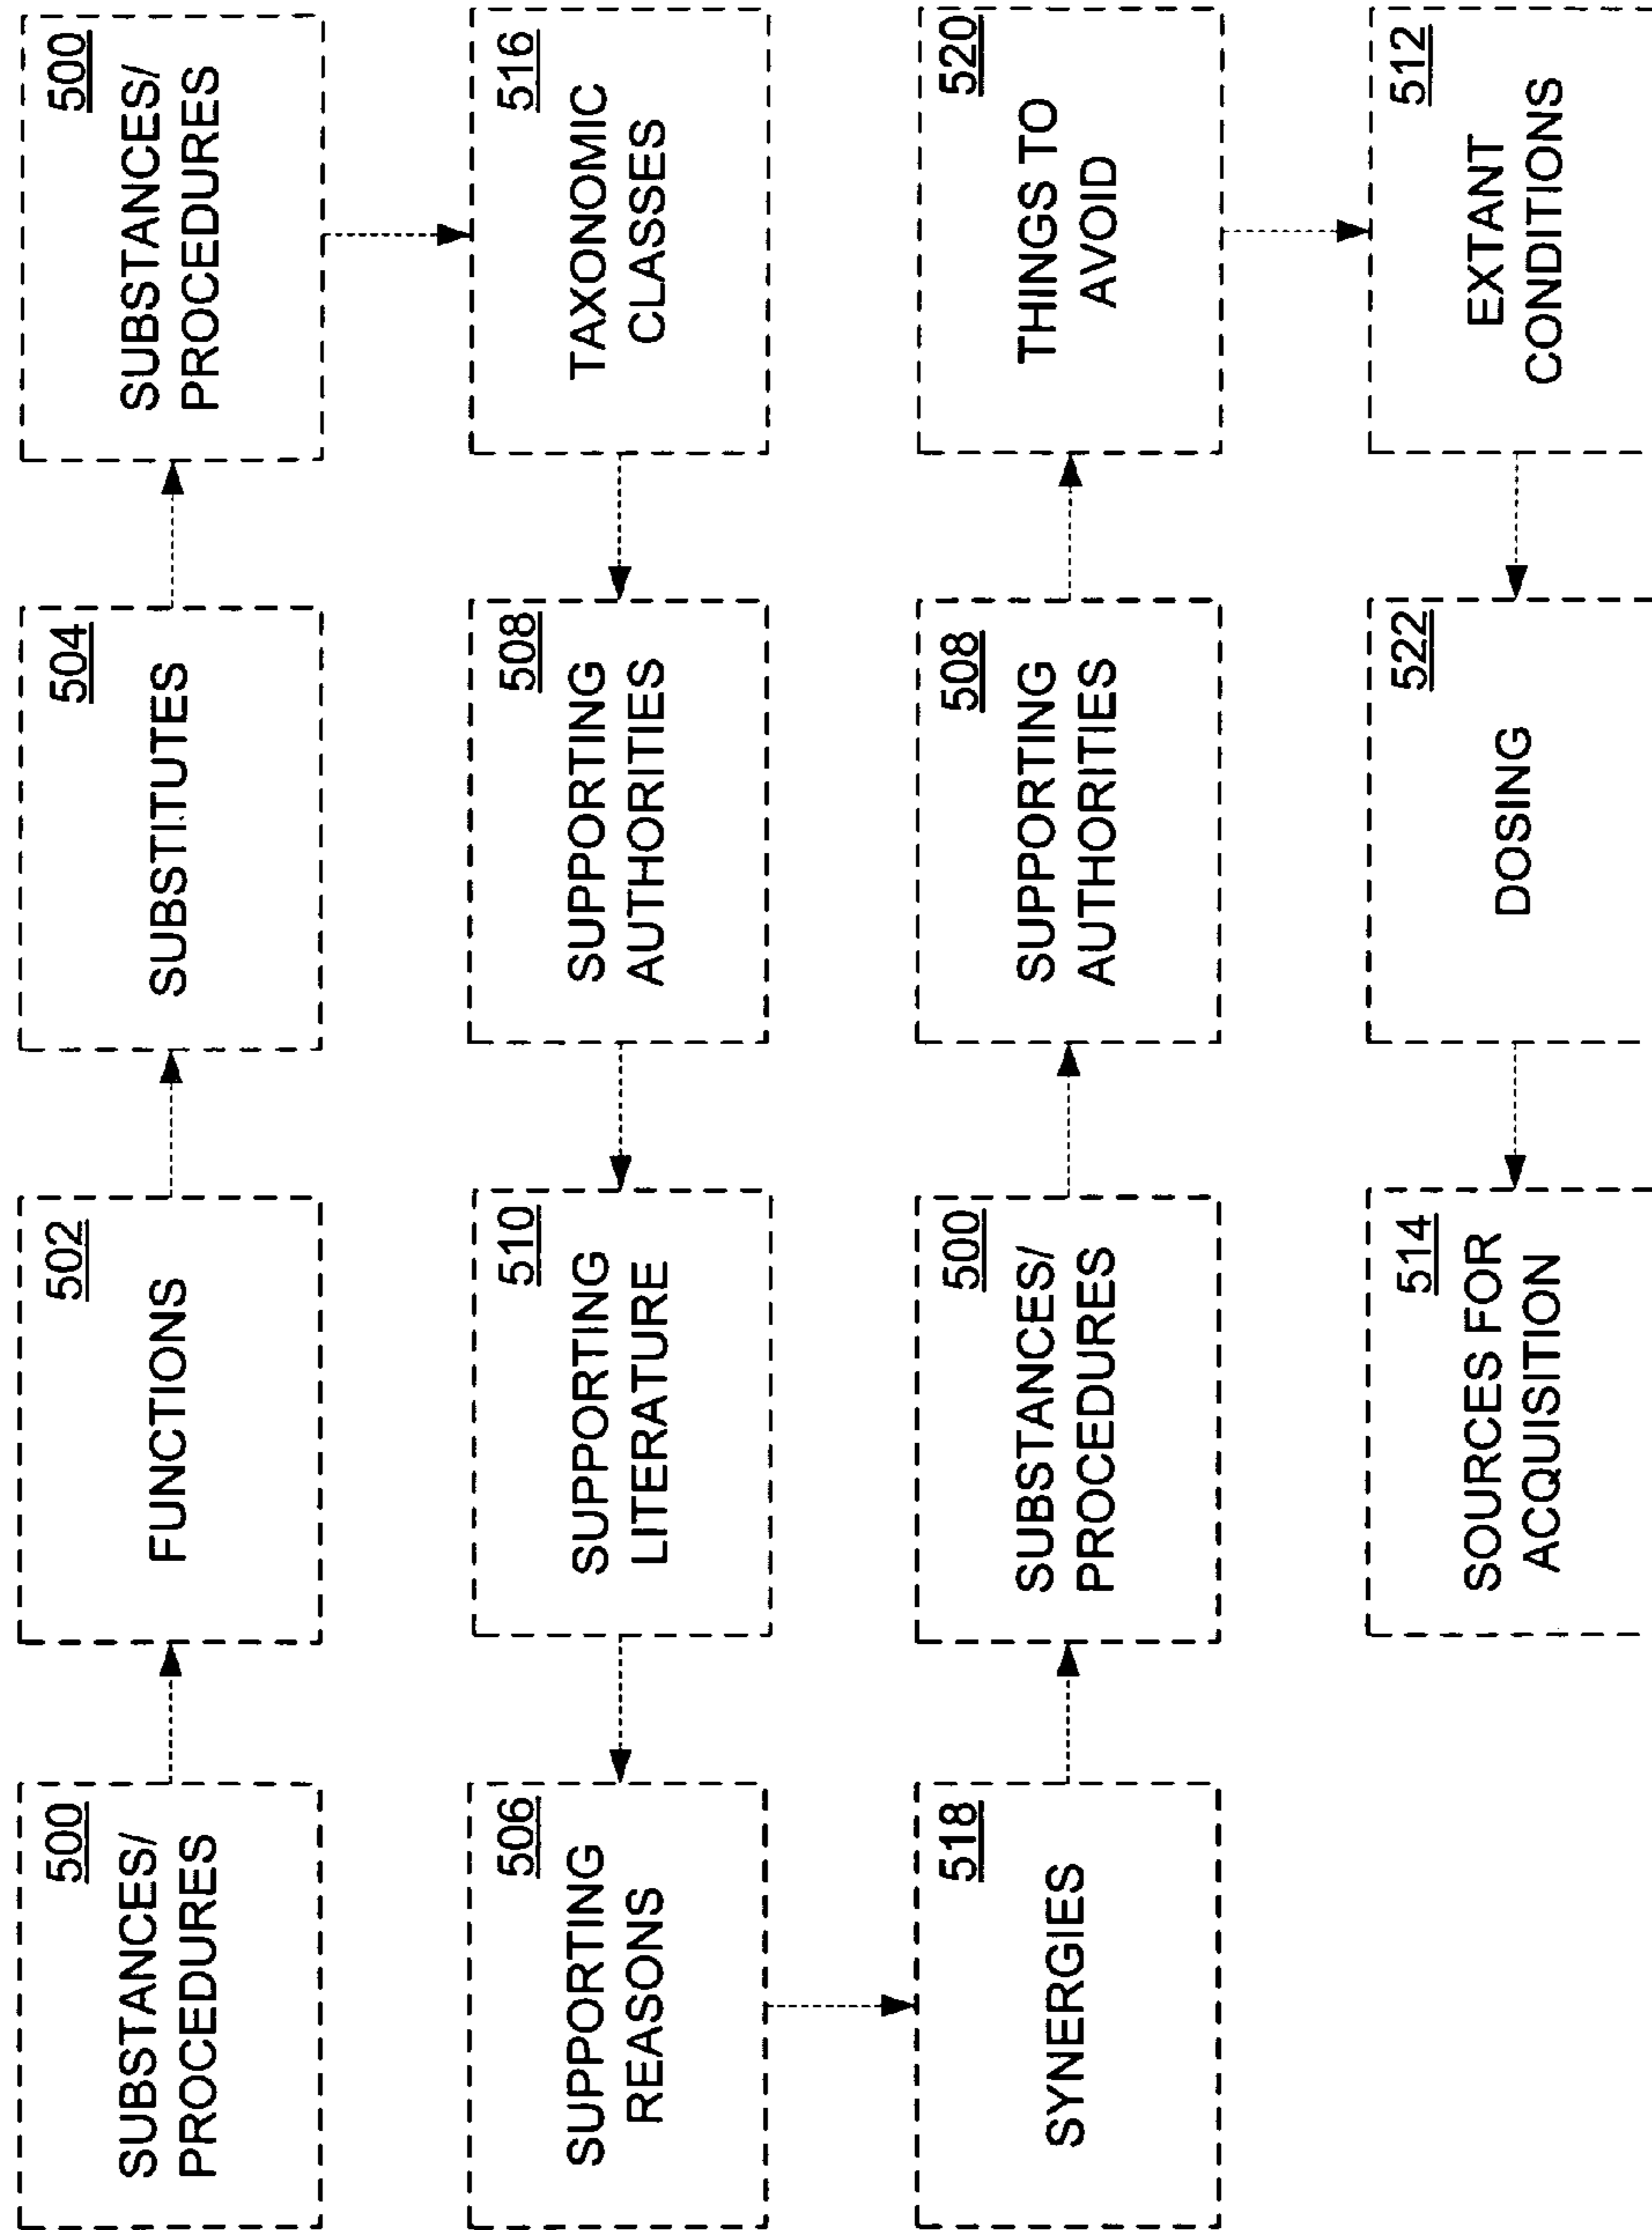 500
SUBSTANCES/
PROCEDURES
502
FUNCTIONS
504
SUBSTITUTES
500
SUBSTANCES/
PROCEDURES
516
TAXONOMIC
CLASSES
508
SUPPORTING
AUTHORITIES
510
SUPPORTING
LITERATURE
506
SUPPORTING
REASONS
518
SYNERGIES
500
SUBSTANCES/
PROCEDURES
508
SUPPORTING
AUTHORITIES
520
THINGS TO
AVOID
512
EXTANT
CONDITIONS
522
DOSING
514
SOURCES FOR
ACQUISITION